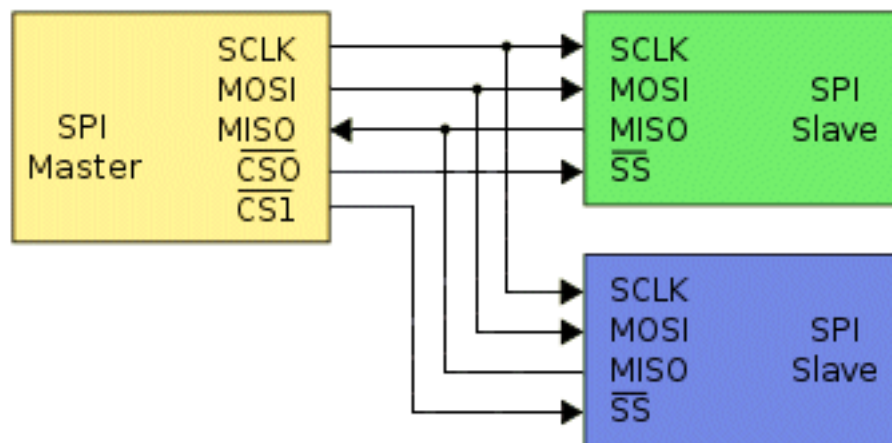 SPI
Master
SCLK
MOSI
MISO
CS0
CS1
SCLK
MOSI
MISO
SS
SPI
Slave
SCLK
MOSI
MISO
SS
SPI
Slave